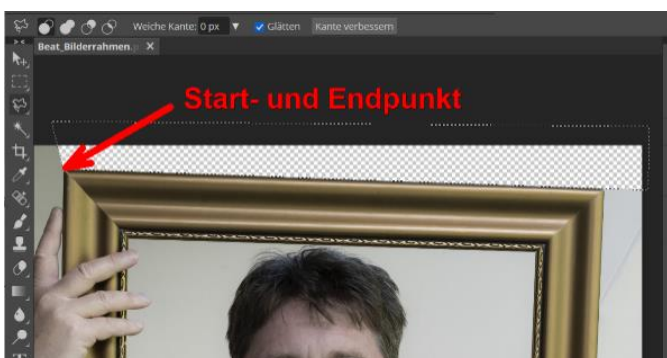 Weiche Kante: 0 px ▼ Glätten Kante verbessern
Beat_Bilderrahmen.j X
Start- und Endpunkt
T